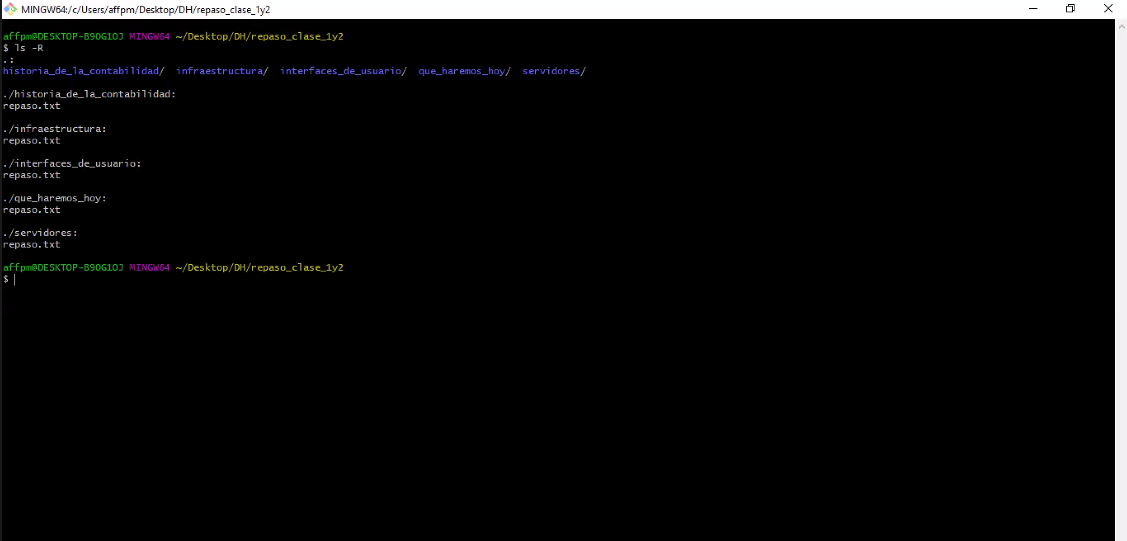 MINGW64:/c/Users/affpm/Desktop/DH/repaso_clase_1y2
affpm@DESKTOP-B90G1OJ MINGW64 ~/Desktop/DH/repaso_clase_1y2
$ ls -R
.:
historia_de_la_contabilidad/  infraestructura/  interfaces_de_usuario/  que_haremos_hoy/  servidores/
./historia_de_la_contabilidad:
repaso.txt
./infraestructura:
repaso.txt
./interfaces_de_usuario:
repaso.txt
./que_haremos_hoy:
repaso.txt
./servidores:
repaso.txt
affpm@DESKTOP-B90G1OJ MINGW64 ~/Desktop/DH/repaso_clase_1y2
$